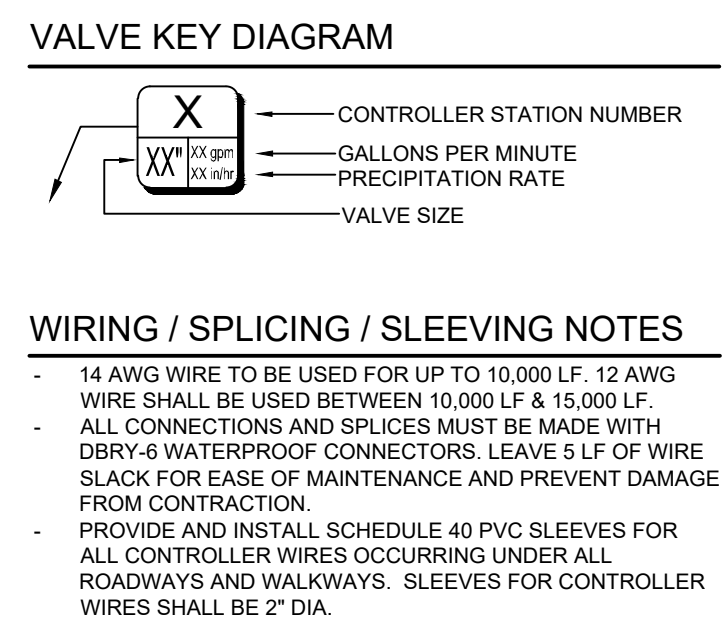 VALVE KEY DIAGRAM
X
CONTROLLER STATION NUMBER
XX"
XX gpm
GALLONS PER MINUTE
XX in/hr
PRECIPITATION RATE
VALVE SIZE
WIRING / SPLICING / SLEEVING NOTES
- 14 AWG WIRE TO BE USED FOR UP TO 10,000 LF. 12 AWG
WIRE SHALL BE USED BETWEEN 10,000 LF & 15,000 LF.
- ALL CONNECTIONS AND SPLICES MUST BE MADE WITH
DBRY-6 WATERPROOF CONNECTORS. LEAVE 5 LF OF WIRE
SLACK FOR EASE OF MAINTENANCE AND PREVENT DAMAGE
FROM CONTRACTION.
- PROVIDE AND INSTALL SCHEDULE 40 PVC SLEEVES FOR
ALL CONTROLLER WIRES OCCURRING UNDER ALL
ROADWAYS AND WALKWAYS. SLEEVES FOR CONTROLLER
WIRES SHALL BE 2" DIA.